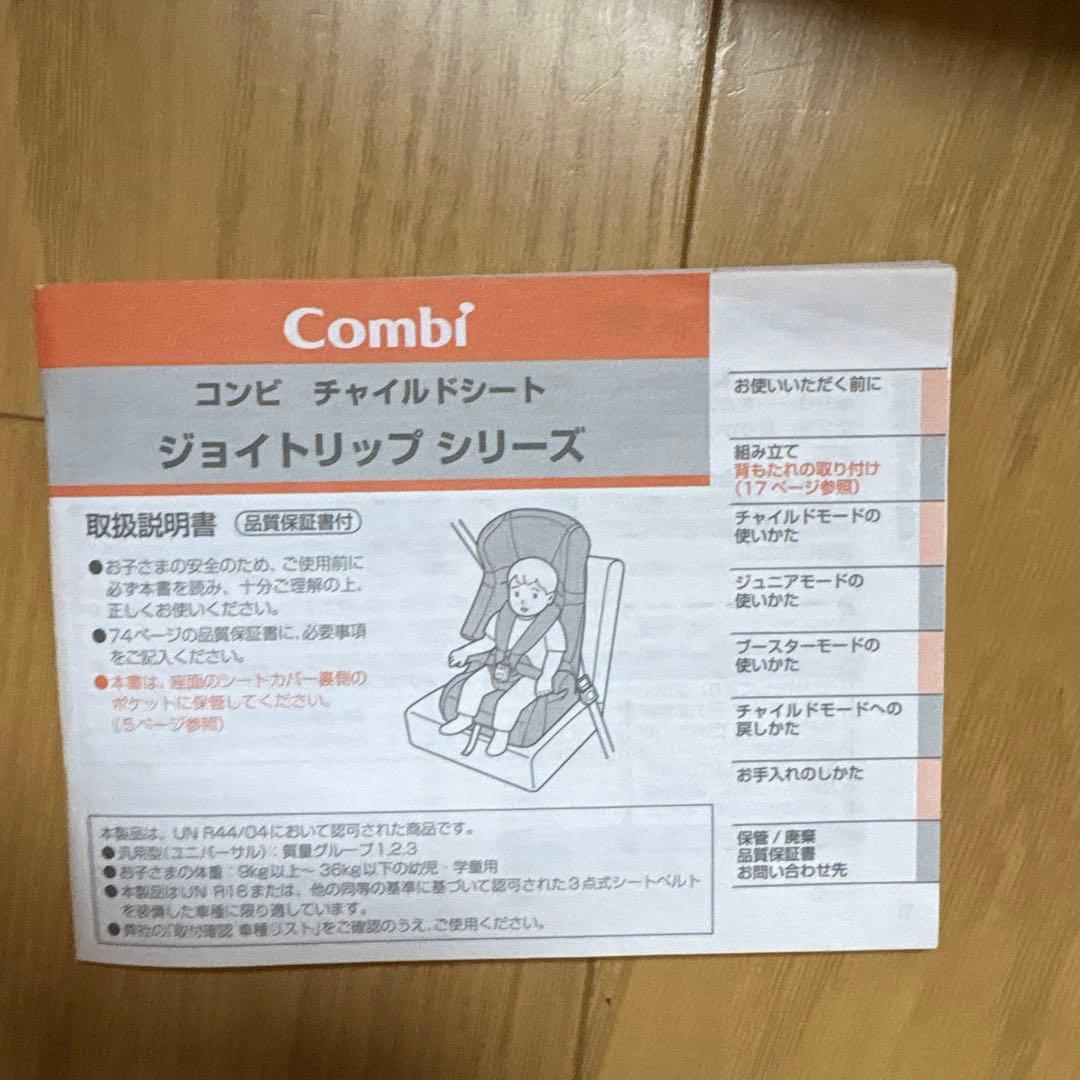 Combi
コンビ チャイルドシート
ジョイトリップ シリーズ
取扱説明書 品質保証書付
●お子さまの安全のため、ご使用前に
必ず本書を読み、十分ご理解の上、
正しくお使いください。
●74ページの品質保証書に、必要事項
をご記入ください。
●本書は、座面のシートカバー裏側の
ポケットに保管してください。
(5ページ参照)
本製品は、UN R44/04において認可された商品です。
●汎用型(ユニバーサル):質量グループ1,2,3
●お子さまの体重:9kg以上〜36kg以下の幼児・学童用
●本製品はUN R16または、他の同等の基準に基づいて認可された3点式シートベルト
を装備した車種に限り適しています。
●弊社の「取付確認 車種リスト」をご確認のうえ、ご使用ください。
お使いいただく前に
組み立て
背もたれの取り付け
(17ページ参照)
チャイルドモードの
使いかた
ジュニアモードの
使いかた
ブースターモードの
使いかた
チャイルドモードへの
戻しかた
お手入れのしかた
保管/廃棄
品質保証書
お問い合わせ先